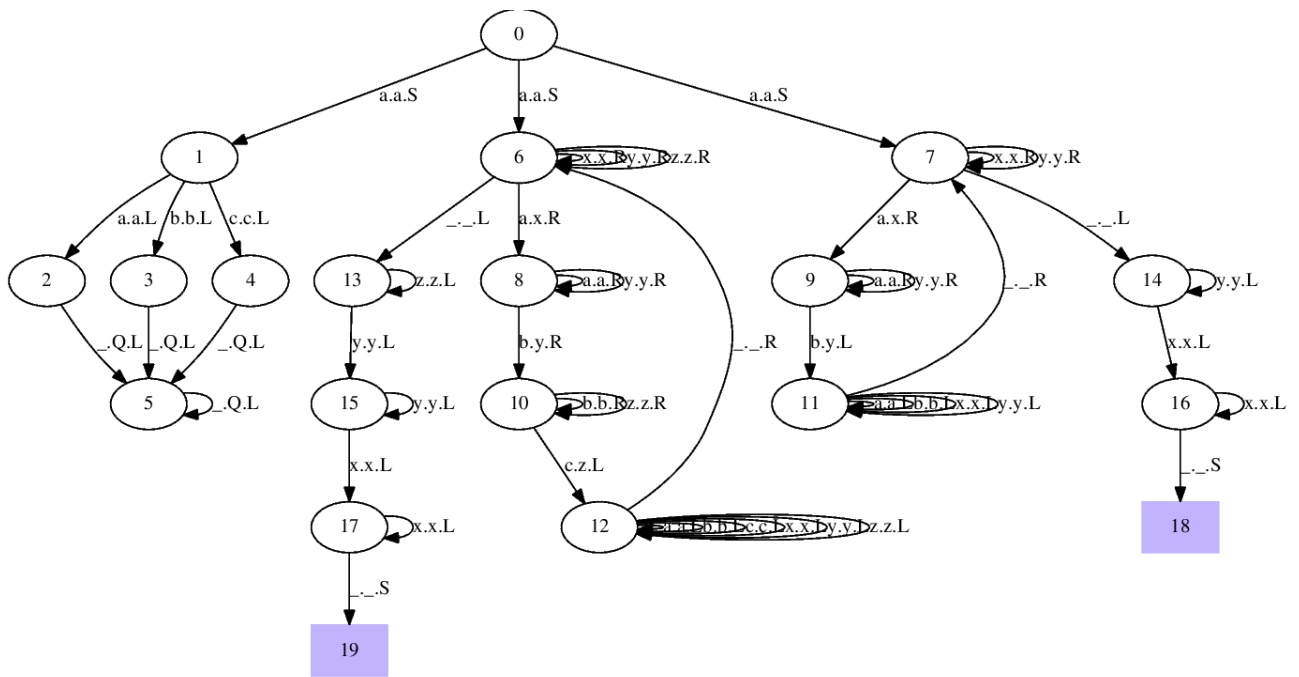 0
a.a.S a.a.S a.a.S
1 6 x.x.R y.y.R z.z.R 7 x.x.R y.y.R
a.a.L b.b.L c.c.L _._.L a.x.R a.x.R _._.L
2 3 4 13 z.z.L 8 a.a.R y.y.R 9 a.a.R y.y.R 14 y.y.L
_.Q.L _.Q.L _.Q.L y.y.L b.y.R _._.R b.y.L _._.R x.x.L
5 _.Q.L 15 y.y.L 10 b.b.R z.z.R 11 a.a.L b.b.L x.x.L y.y.L 16 x.x.L
x.x.L c.z.L _._.S
17 x.x.L 12 a.a.L b.b.L c.c.L x.x.L y.y.L z.z.L 18
_._.S
19